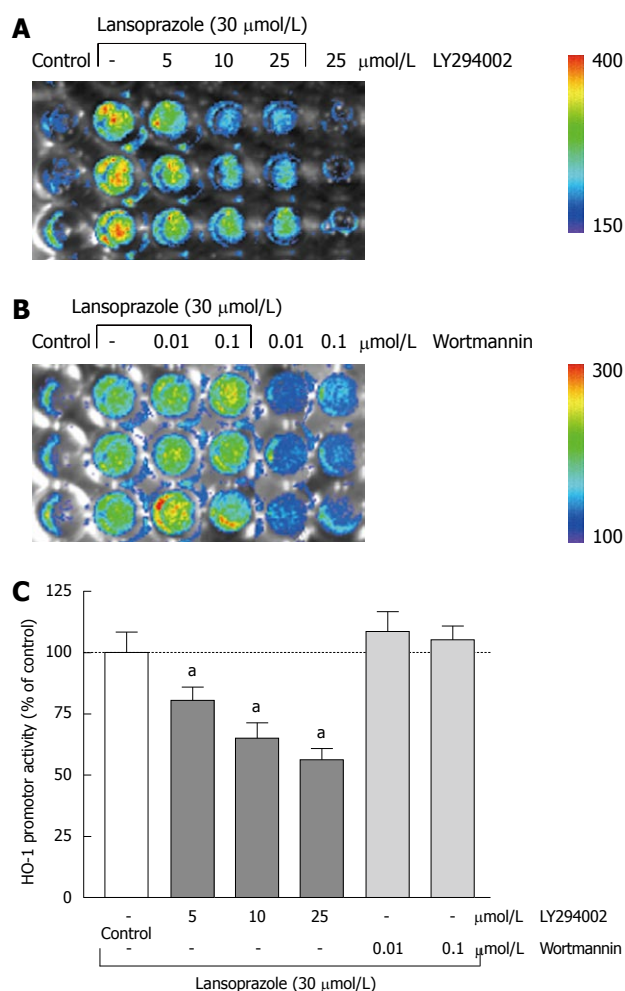 A
Lansoprazole (30 μmol/L)
Control - 5 10 25 25 μmol/L LY294002
400
150
B
Lansoprazole (30 μmol/L)
Control - 0.01 0.1 0.01 0.1 μmol/L Wortmannin
300
100
C
HO-1 promotor activity (% of control)
125
100
75
50
25
0
a
a
a
- 5 10 25 - - μmol/L LY294002
Control
- - - - 0.01 0.1 μmol/L Wortmannin
Lansoprazole (30 μmol/L)